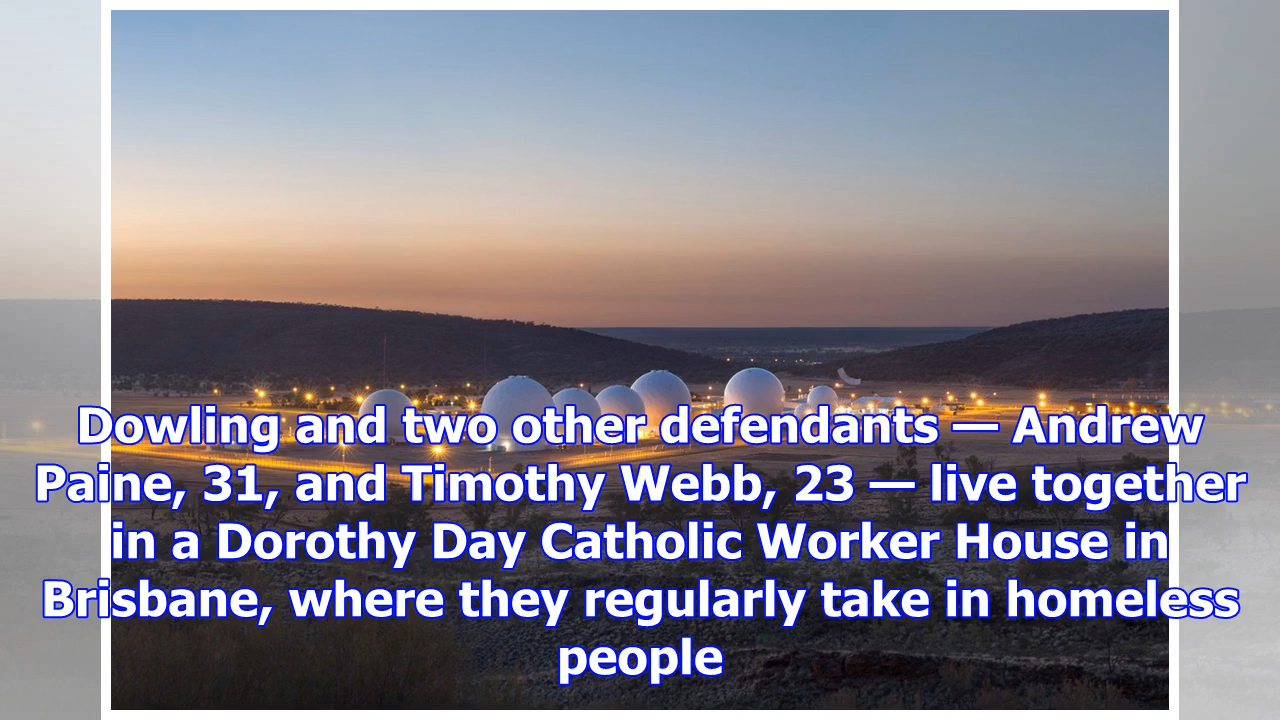 Dowling and two other defendants — Andrew
Paine, 31, and Timothy Webb, 23 — live together
in a Dorothy Day Catholic Worker House in
Brisbane, where they regularly take in homeless
people